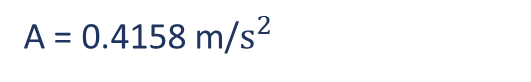 A = 0.4158 m/s²